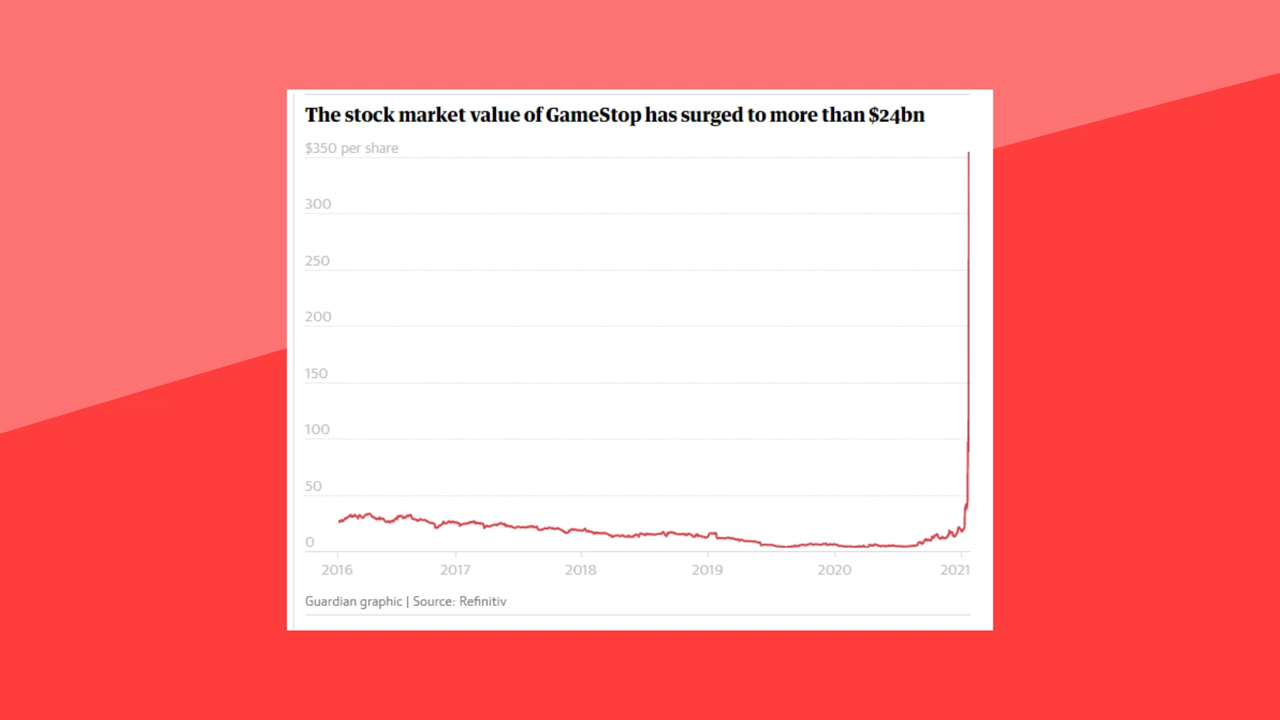 The stock market value of GameStop has surged to more than $24bn
$350 per share
300
250
200
150
100
50
0
2016 2017 2018 2019 2020 2021
Guardian graphic | Source: Refinitiv